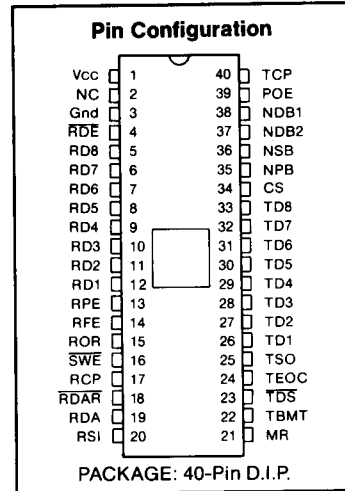 Pin Configuration
Vcc 1 40 TCP
NC 2 39 POE
Gnd 3 38 NDB1
RDE 4 37 NDB2
RD8 5 36 NSB
RD7 6 35 NPB
RD6 7 34 CS
RD5 8 33 TD8
RD4 9 32 TD7
RD3 10 31 TD6
RD2 11 30 TD5
RD1 12 29 TD4
RPE 13 28 TD3
RFE 14 27 TD2
ROR 15 26 TD1
SWE 16 25 TSO
RCP 17 24 TEOC
RDAR 18 23 TDS
RDA 19 22 TBMT
RSI 20 21 MR
PACKAGE: 40-Pin D.I.P.